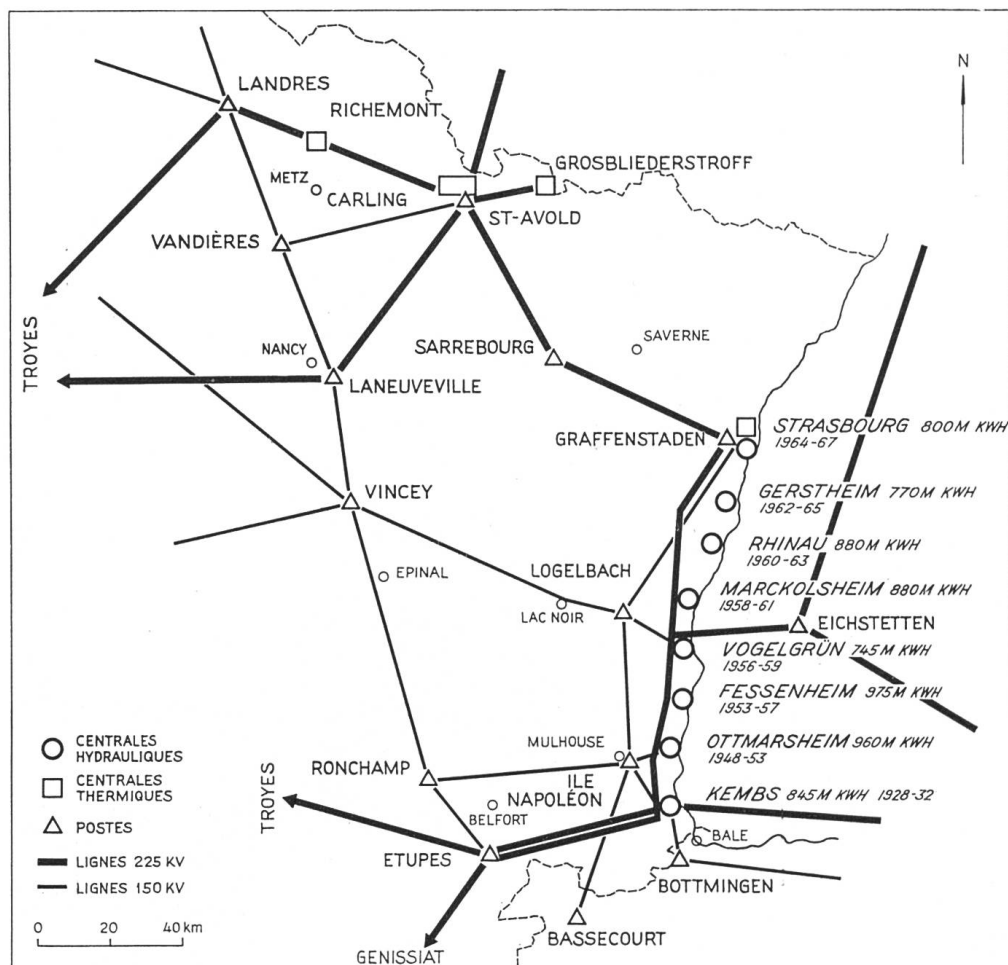 N
LANDRES
RICHEMONT
GROSBLIEDERSTROFF
METZ
CARLING
ST-AVOLD
VANDIÈRES
TROYES
NANCY
SARREBOURG
SAVERNE
LANEUVEVILLE
GRAFFENSTADEN
STRASBOURG 800M KWH
1964-67
GERSTHEIM 770M KWH
1962-65
VINCEY
RHINAU 880M KWH
1960-63
EPINAL
LOGELBACH
LAC NOIR
MARCKOLSHEIM 880M KWH
1958-61
EICHSTETTEN
VOGELGRÜN 745M KWH
1956-59
FESSENHEIM 975M KWH
1953-57
CENTRALES
HYDRAULIQUES
CENTRALES
THERMIQUES
POSTES
LIGNES 225 KV
LIGNES 150 KV
0 20 40 km
MULHOUSE
OTTMARSHEIM 960M KWH
1948-53
RONCHAMP
ILE
NAPOLÉON
KEMBS 845M KWH 1928-32
TROYES
BELFORT
BALE
ETUPES
BOTTMINGEN
BASSECOURT
GENISSIAT